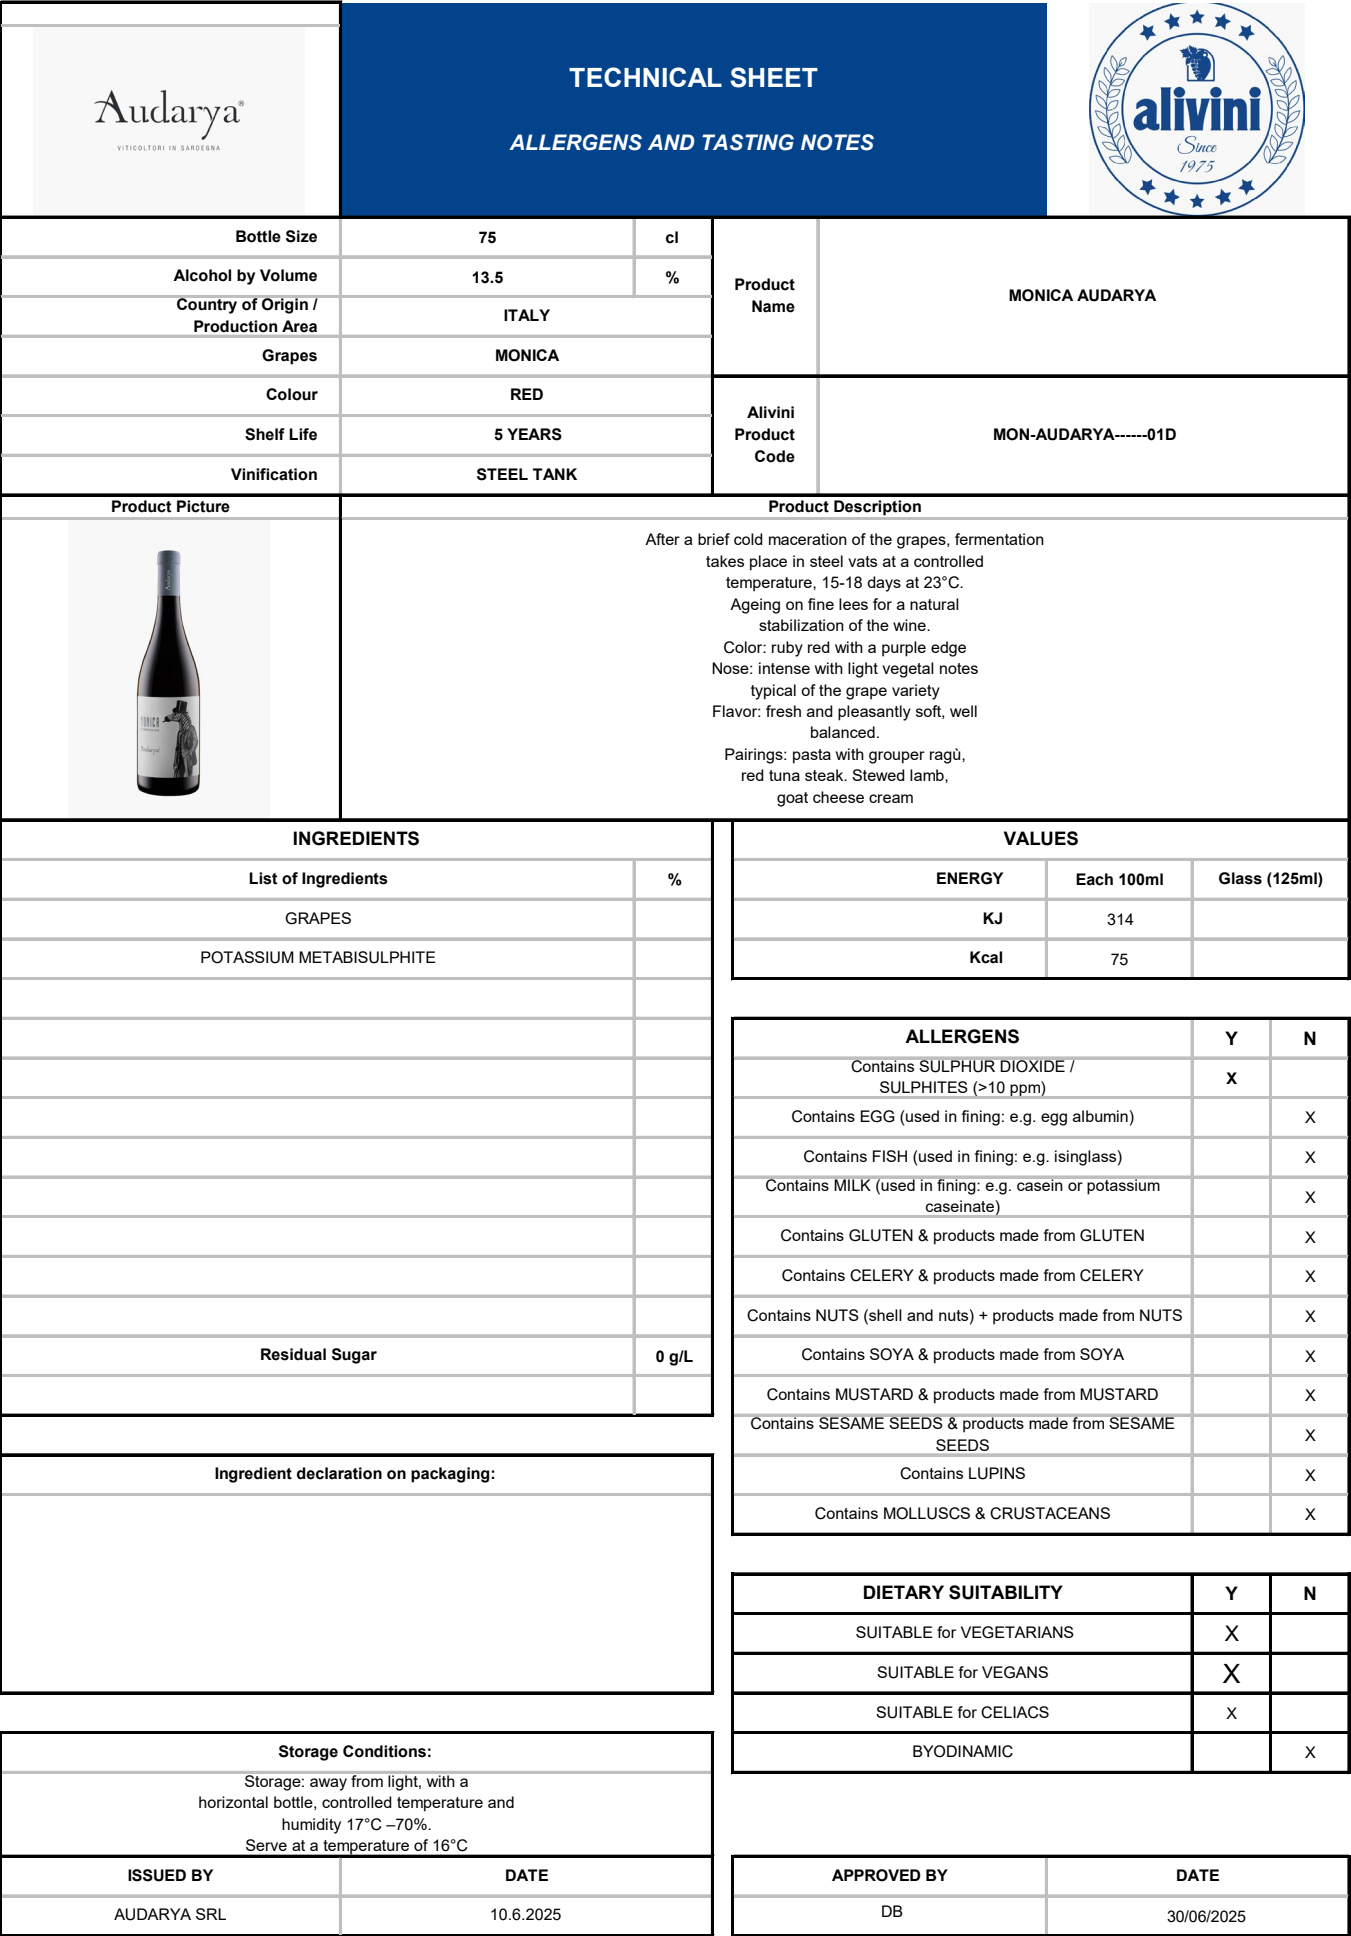 Audarya®
VITICOLTORI IN SARDEGNA
TECHNICAL SHEET
ALLERGENS AND TASTING NOTES
alivini
Since
1975
Bottle Size 75 cl
Alcohol by Volume 13.5 %
Country of Origin /
Production Area ITALY
Grapes MONICA
Colour RED
Shelf Life 5 YEARS
Vinification STEEL TANK
Product
Name
MONICA AUDARYA
Alivini
Product
Code
MON-AUDARYA------01D
Product Picture
Audarya
MONICA
Audarya
Product Description
After a brief cold maceration of the grapes, fermentation
takes place in steel vats at a controlled
temperature, 15-18 days at 23°C.
Ageing on fine lees for a natural
stabilization of the wine.
Color: ruby red with a purple edge
Nose: intense with light vegetal notes
typical of the grape variety
Flavor: fresh and pleasantly soft, well
balanced.
Pairings: pasta with grouper ragù,
red tuna steak. Stewed lamb,
goat cheese cream
INGREDIENTS
List of Ingredients %
GRAPES
POTASSIUM METABISULPHITE
Residual Sugar 0 g/L
Ingredient declaration on packaging:
Storage Conditions:
Storage: away from light, with a
horizontal bottle, controlled temperature and
humidity 17°C –70%.
Serve at a temperature of 16°C
ISSUED BY DATE
AUDARYA SRL 10.6.2025
VALUES
ENERGY Each 100ml Glass (125ml)
KJ 314
Kcal 75
ALLERGENS Y N
Contains SULPHUR DIOXIDE /
SULPHITES (>10 ppm) X
Contains EGG (used in fining: e.g. egg albumin) X
Contains FISH (used in fining: e.g. isinglass) X
Contains MILK (used in fining: e.g. casein or potassium
caseinate) X
Contains GLUTEN & products made from GLUTEN X
Contains CELERY & products made from CELERY X
Contains NUTS (shell and nuts) + products made from NUTS X
Contains SOYA & products made from SOYA X
Contains MUSTARD & products made from MUSTARD X
Contains SESAME SEEDS & products made from SESAME
SEEDS X
Contains LUPINS X
Contains MOLLUSCS & CRUSTACEANS X
DIETARY SUITABILITY Y N
SUITABLE for VEGETARIANS X
SUITABLE for VEGANS X
SUITABLE for CELIACS X
BYODINAMIC X
APPROVED BY DATE
DB 30/06/2025